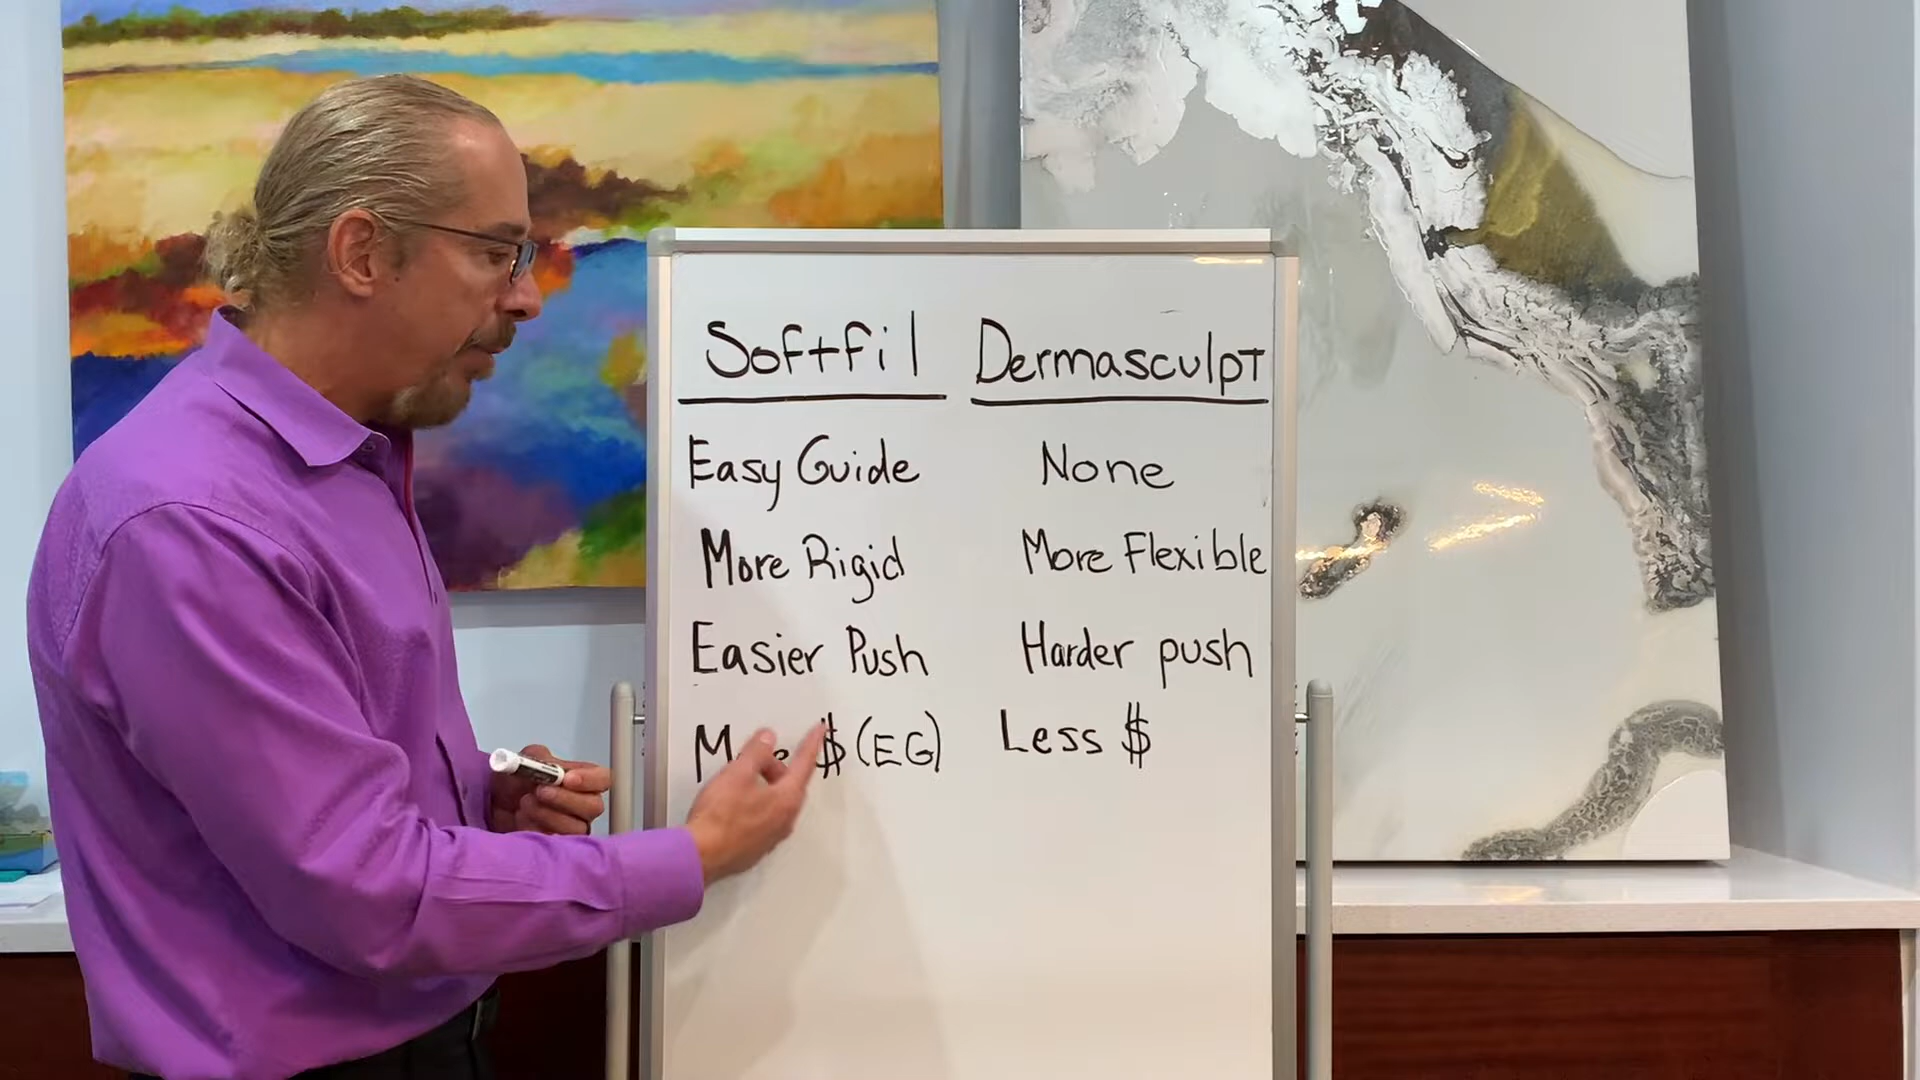 Softfil Dermasculpt
Easy Guide None
More Rigid More Flexible
Easier Push Harder push
$ (EG) Less $